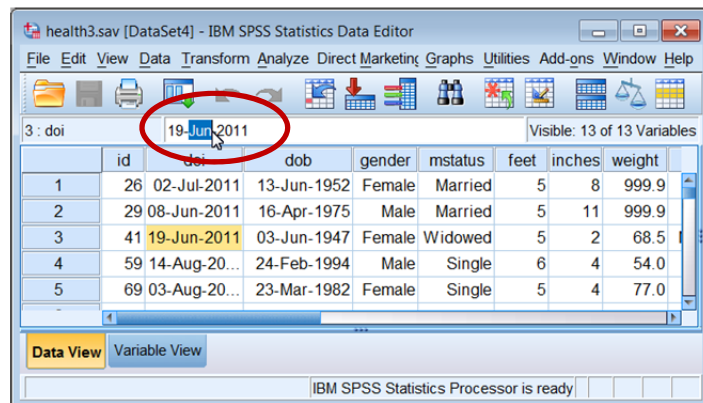 health3.sav [DataSet4] - IBM SPSS Statistics Data Editor
File Edit View Data Transform Analyze Direct Marketing Graphs Utilities Add-ons Window Help
3 : doi 19-Jun-2011 Visible: 13 of 13 Variables
id doi dob gender mstatus feet inches weight
1 26 02-Jul-2011 13-Jun-1952 Female Married 5 8 999.9
2 29 08-Jun-2011 16-Apr-1975 Male Married 5 11 999.9
3 41 19-Jun-2011 03-Jun-1947 Female Widowed 5 2 68.5
4 59 14-Aug-20... 24-Feb-1994 Male Single 6 4 54.0
5 69 03-Aug-20... 23-Mar-1982 Female Single 5 4 77.0
Data View Variable View
IBM SPSS Statistics Processor is ready